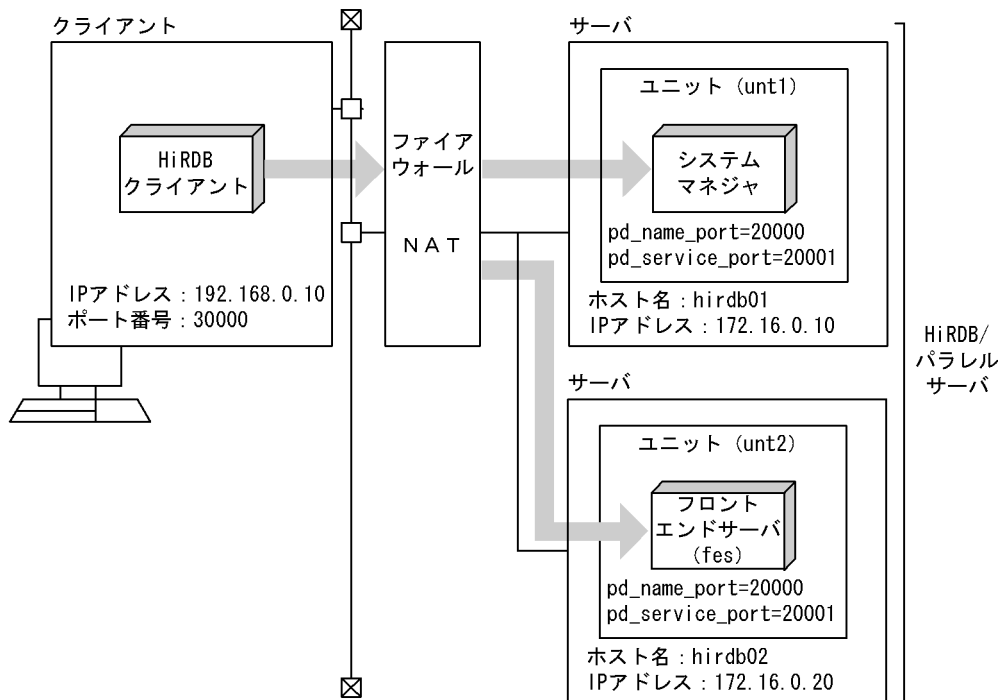 クライアント
HiRDB
クライアント
IPアドレス：192.168.0.10
ポート番号：30000
ファイア
ウォール
ＮＡＴ
サーバ
ユニット（unt1）
システム
マネジャ
pd_name_port=20000
pd_service_port=20001
ホスト名：hirdb01
IPアドレス：172.16.0.10
サーバ
ユニット（unt2）
フロント
エンドサーバ
（fes）
pd_name_port=20000
pd_service_port=20001
ホスト名：hirdb02
IPアドレス：172.16.0.20
HiRDB/
パラレル
サーバ